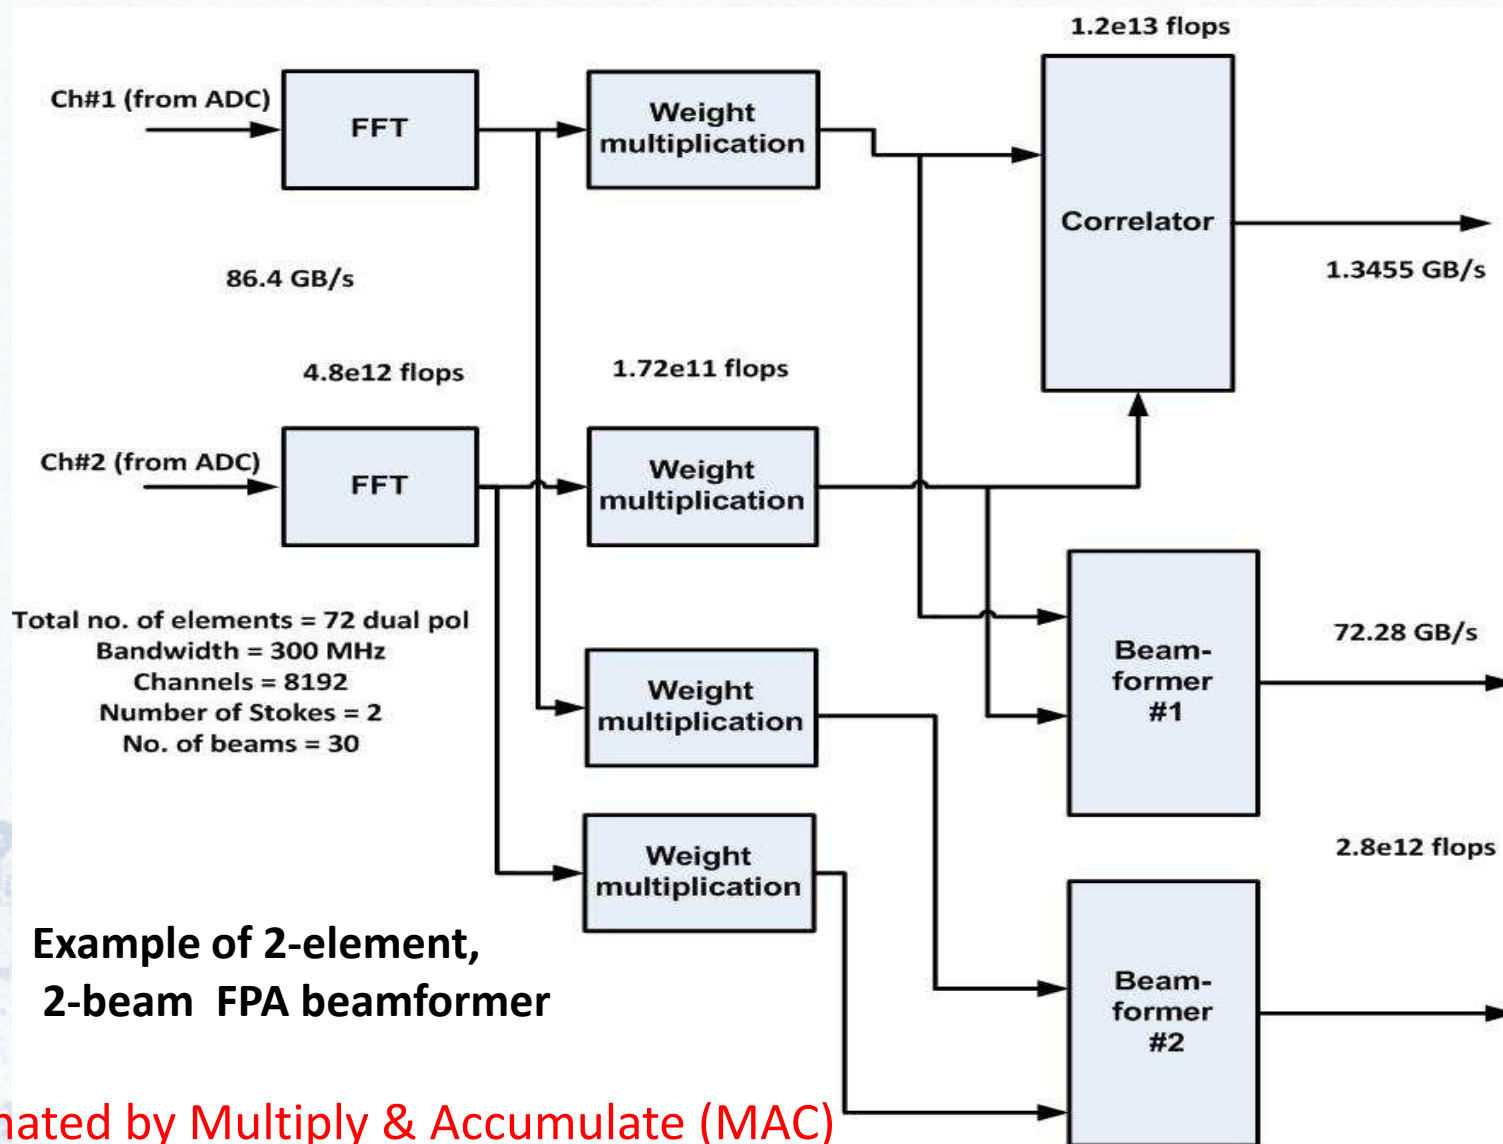 1.2e13 flops
Ch#1 (from ADC)
FFT
Weight
multiplication
Correlator
86.4 GB/s
1.3455 GB/s
4.8e12 flops
1.72e11 flops
Ch#2 (from ADC)
FFT
Weight
multiplication
Total no. of elements = 72 dual pol
Bandwidth = 300 MHz
Channels = 8192
Number of Stokes = 2
No. of beams = 30
Weight
multiplication
Beam-
former
#1
72.28 GB/s
Weight
multiplication
2.8e12 flops
Example of 2-element,
2-beam FPA beamformer
Beam-
former
#2
by Multiply & Accumulate (MAC)